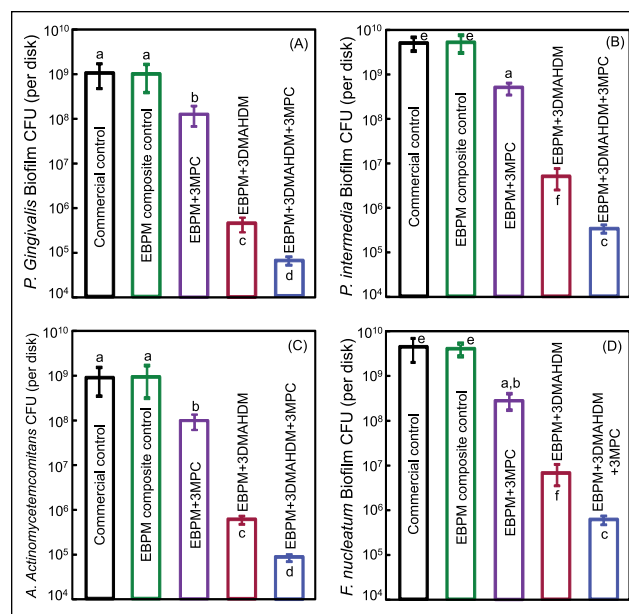 P. Gingivalis Biofilm CFU (per disk)
10^10
10^9
10^8
10^7
10^6
10^5
10^4
(A)
a
a
b
c
d
Commercial control
EBPM composite control
EBPM+3MPC
EBPM+3DMAHDM
EBPM+3DMAHDM+3MPC
P. intermedia Biofilm CFU (per disk)
10^10
10^9
10^8
10^7
10^6
10^5
10^4
(B)
e
e
a
f
c
Commercial control
EBPM composite control
EBPM+3MPC
EBPM+3DMAHDM
EBPM+3DMAHDM+3MPC
A. Actinomycetemcomitans CFU (per disk)
10^10
10^9
10^8
10^7
10^6
10^5
10^4
(C)
a
a
b
c
d
Commercial control
EBPM composite control
EBPM+3MPC
EBPM+3DMAHDM
EBPM+3DMAHDM+3MPC
F. nucleatum Biofilm CFU (per disk)
10^10
10^9
10^8
10^7
10^6
10^5
10^4
(D)
e
e
a,b
f
c
Commercial control
EBPM composite control
EBPM+3MPC
EBPM+3DMAHDM
EBPM+3DMAHDM
+3MPC